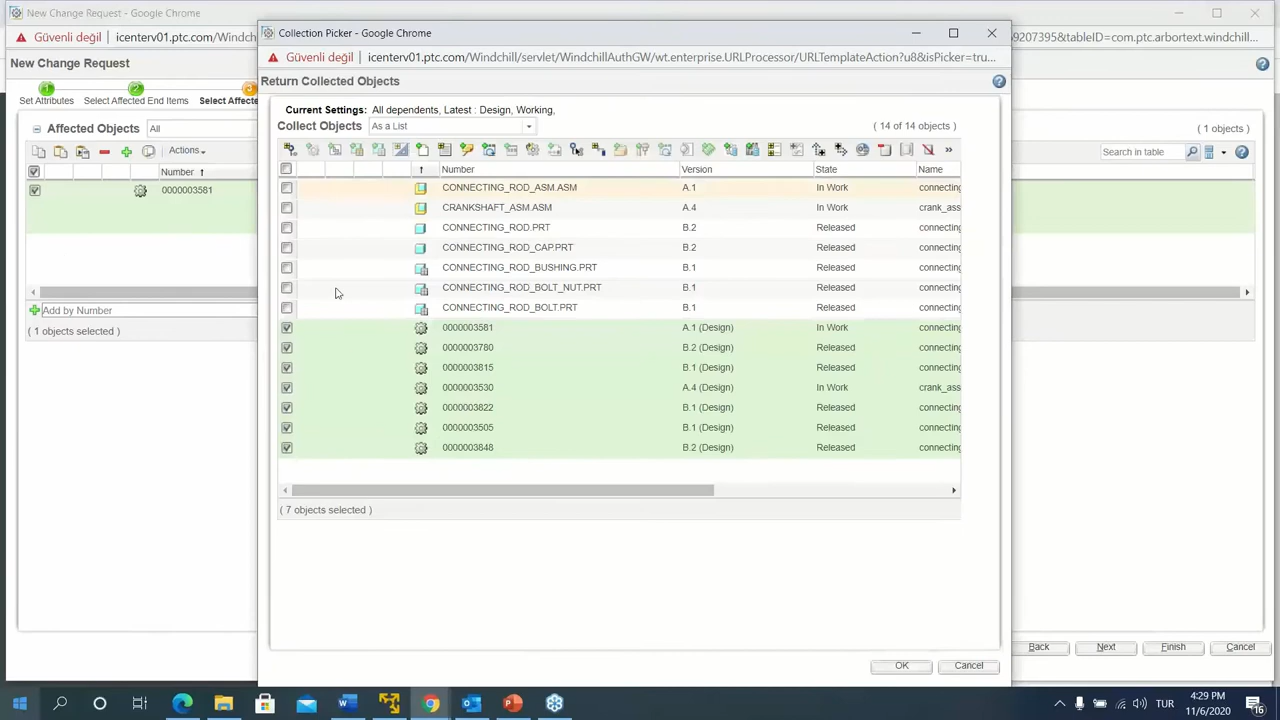 New Change Request - Google Chrome
Güvenli değil
icenterv01.ptc.com/Windch
9207395&tableID=com.ptc.arbortext.windchill...
New Change Request
1
2
3
Set Attributes
Select Affected End Items
Select Affec
Affected Objects
All
( 1 objects )
Actions
Search in table
Number
0000003581
Add by Number
( 1 objects selected )
Back
Next
Finish
Cancel
Collection Picker - Google Chrome
Güvenli değil
icenterv01.ptc.com/Windchill/servlet/WindchillAuthGW/wt.enterprise.URLProcessor/URLTemplateAction?u8&isPicker=tru...
Return Collected Objects
Current Settings: All dependents, Latest : Design, Working,
Collect Objects As a List ( 14 of 14 objects )
Number Version State Name
CONNECTING_ROD_ASM.ASM A.1 In Work connecting
CRANKSHAFT_ASM.ASM A.4 In Work crank_ass
CONNECTING_ROD.PRT B.2 Released connecting
CONNECTING_ROD_CAP.PRT B.2 Released connecting
CONNECTING_ROD_BUSHING.PRT B.1 Released connecting
CONNECTING_ROD_BOLT_NUT.PRT B.1 Released connecting
CONNECTING_ROD_BOLT.PRT B.1 Released connecting
0000003581 A.1 (Design) In Work connecting
0000003780 B.2 (Design) Released connecting
0000003815 B.1 (Design) Released connecting
0000003530 A.4 (Design) In Work crank_ass
0000003822 B.1 (Design) Released connecting
0000003505 B.1 (Design) Released connecting
0000003848 B.2 (Design) Released connecting
( 7 objects selected )
OK
Cancel
TUR
4:29 PM
11/6/2020
16